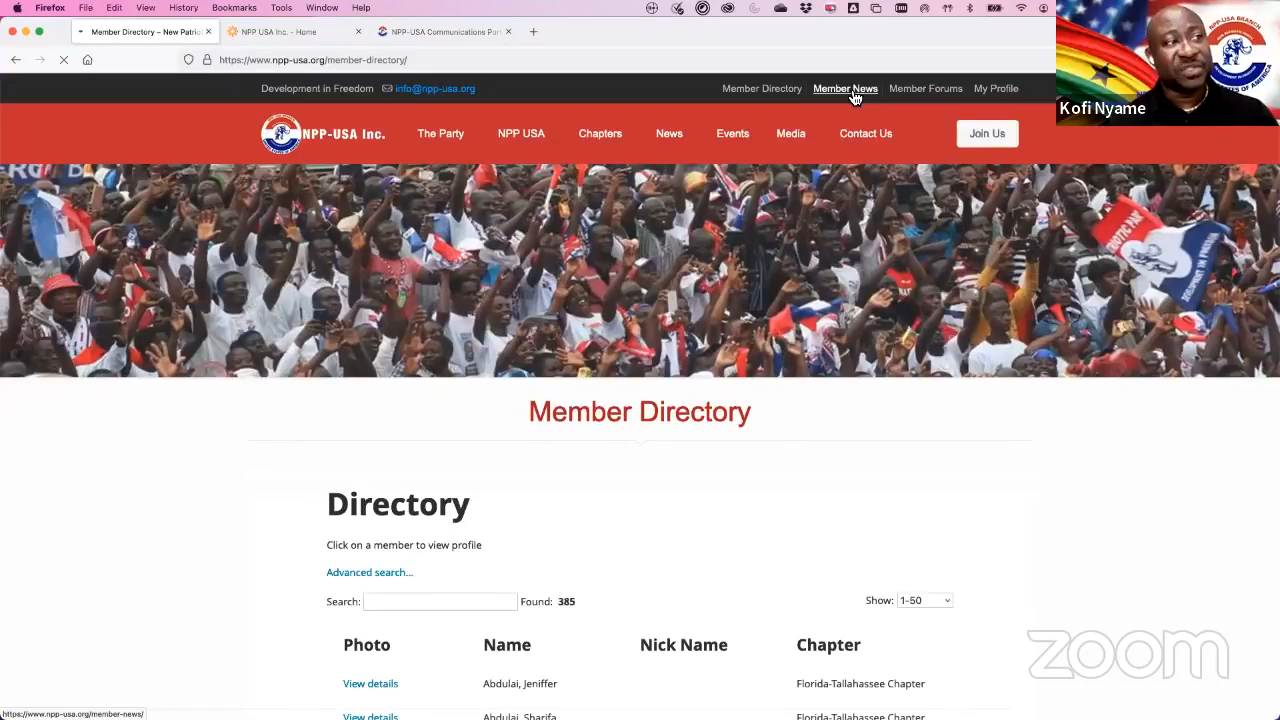 Firefox File Edit View History Bookmarks Tools Window Help
Member Directory – New Patrio
NPP USA Inc. - Home
NPP-USA Communications Port
https://www.npp-usa.org/member-directory/
Development in Freedom info@npp-usa.org
Member Directory Member News Member Forums My Profile
NPP-USA BRANCH
Kofi Nyame
NPP-USA Inc. The Party NPP USA Chapters News Events Media Contact Us Join Us
Member Directory
Directory
Click on a member to view profile
Advanced search...
Search: Found: 385
Show: 1-50
Photo Name Nick Name Chapter
View details Abdulai, Jeniffer Florida-Tallahassee Chapter
View details Abdulai, Sharifa Florida-Tallahassee Chapter
https://www.npp-usa.org/member-news/
zoom